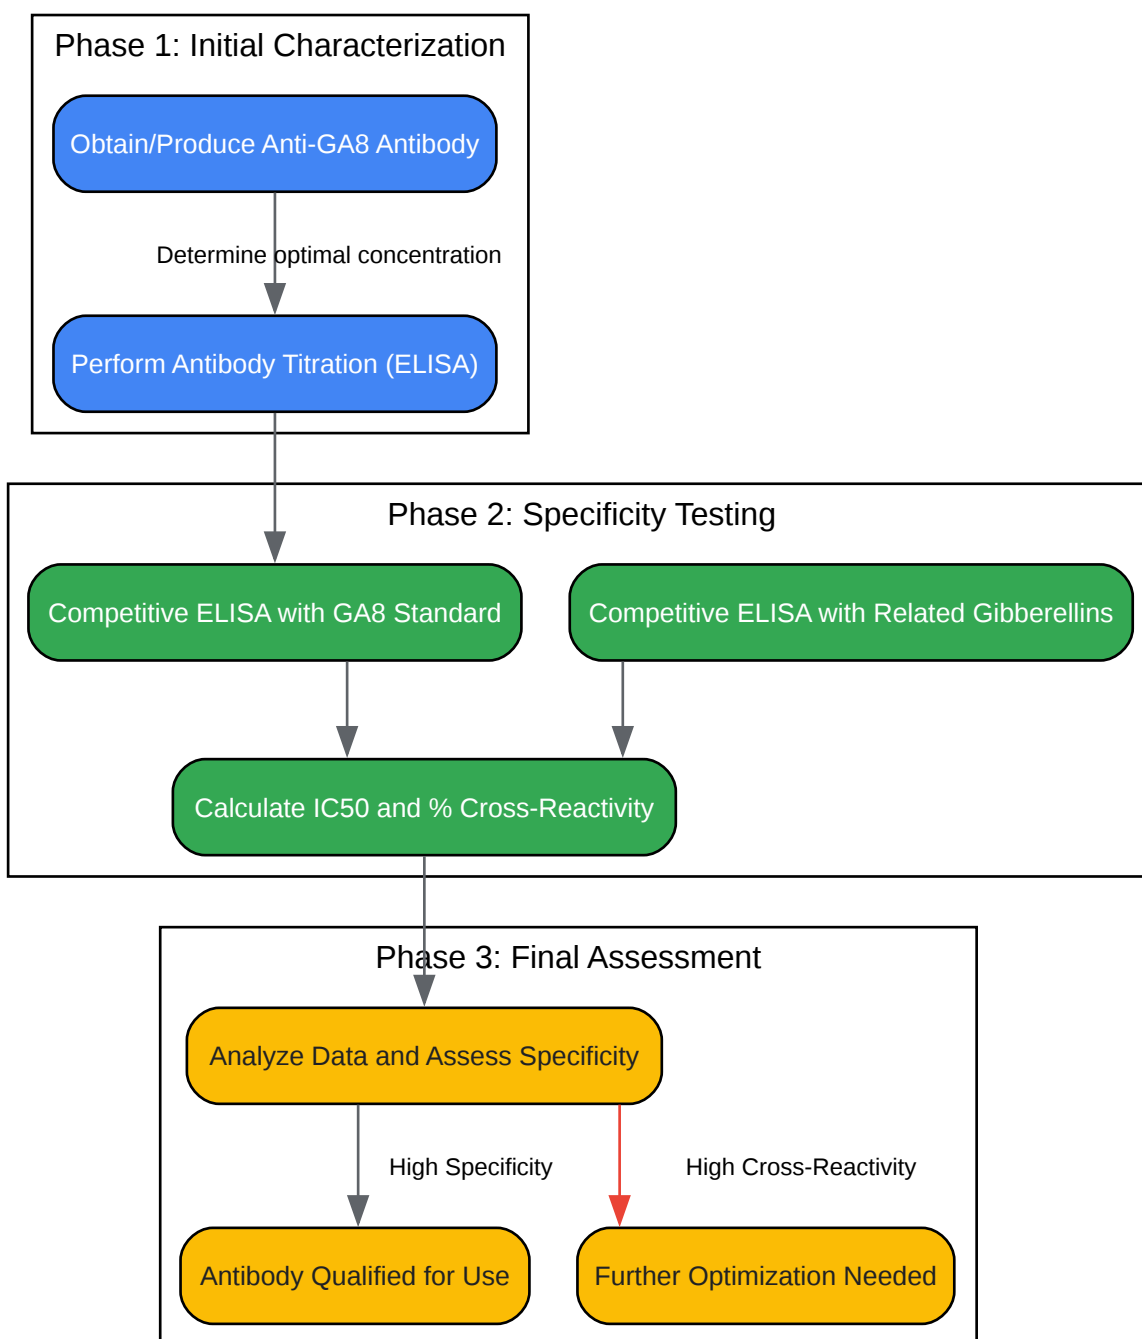 Phase 1: Initial Characterization
Obtain/Produce Anti-GA8 Antibody
Determine optimal concentration
Perform Antibody Titration (ELISA)
Phase 2: Specificity Testing
Competitive ELISA with GA8 Standard
Competitive ELISA with Related Gibberellins
Calculate IC50 and % Cross-Reactivity
Phase 3: Final Assessment
Analyze Data and Assess Specificity
High Specificity
High Cross-Reactivity
Antibody Qualified for Use
Further Optimization Needed